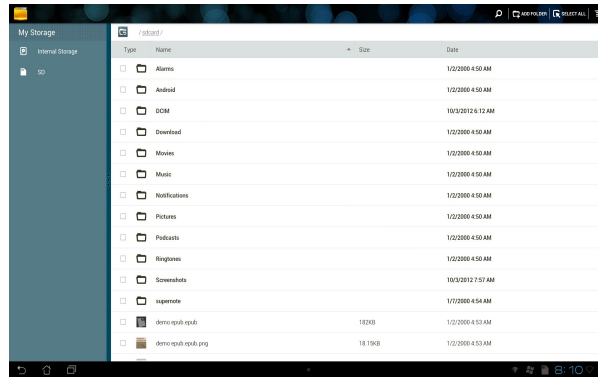 ADD FOLDER SELECT ALL
My Storage /sdcard/
Internal Storage
SD
Type Name Size Date
Alarms 1/2/2000 4:50 AM
Android 1/2/2000 4:50 AM
DCIM 10/3/2012 6:12 AM
Download 1/2/2000 4:50 AM
Movies 1/2/2000 4:50 AM
Music 1/2/2000 4:50 AM
Notifications 1/2/2000 4:50 AM
Pictures 1/2/2000 4:50 AM
Podcasts 1/2/2000 4:50 AM
Ringtones 1/2/2000 4:50 AM
Screenshots 10/3/2012 7:57 AM
supernote 1/7/2000 4:54 AM
demo epub.epub 182KB 1/2/2000 4:53 AM
demo epub.epub.png 18.15KB 1/2/2000 4:53 AM
8:10